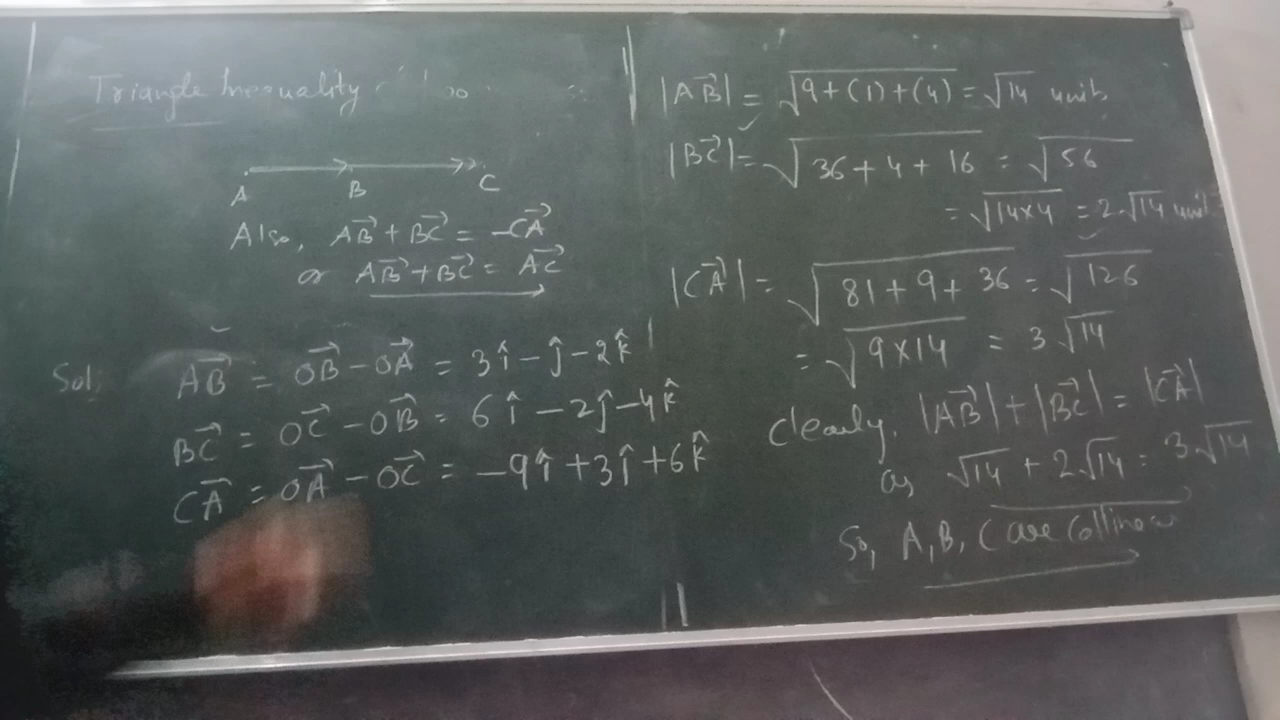 Triangle Inequality
A B C
Also, AB⃗ + BC⃗ = -CA⃗
or AB⃗ + BC⃗ = AC⃗
Sol: AB⃗ = OB⃗ - OA⃗ = 3î - ĵ - 2k̂
BC⃗ = OC⃗ - OB⃗ = 6î - 2ĵ - 4k̂
CA⃗ = OA⃗ - OC⃗ = -9î + 3ĵ + 6k̂
|AB⃗| = √(9 + (1) + (4)) = √14 units
|BC⃗| = √(36 + 4 + 16) = √56
= √(14×4) = 2√14 unit
|CA⃗| = √(81 + 9 + 36) = √126
= √(9×14) = 3√14
Clearly, |AB⃗| + |BC⃗| = |CA⃗|
as √14 + 2√14 = 3√14
So, A, B, C are collinear